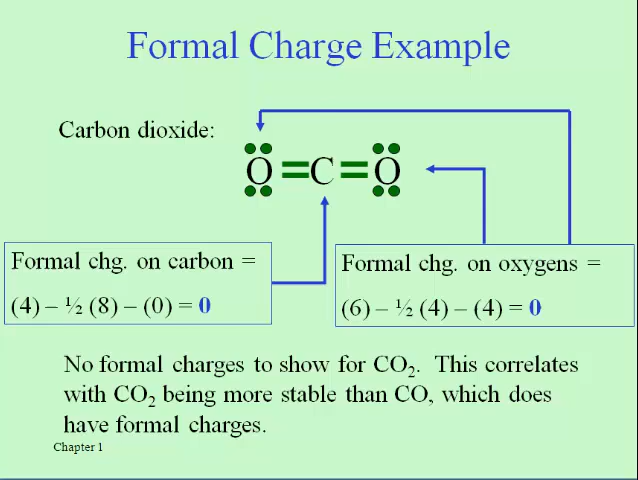 Formal Charge Example
Carbon dioxide:
O = C = O
Formal chg. on carbon =
(4) – ½ (8) – (0) = 0
Formal chg. on oxygens =
(6) – ½ (4) – (4) = 0
No formal charges to show for CO₂. This correlates
with CO₂ being more stable than CO, which does
have formal charges.
Chapter 1